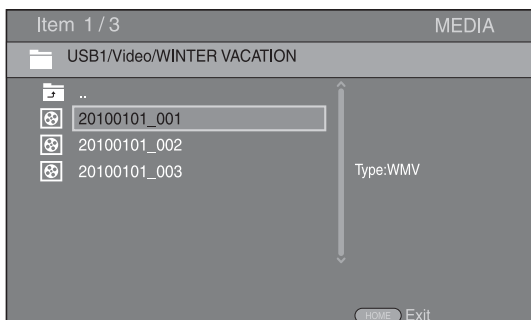 Item 1/3 MEDIA
USB1/Video/WINTER VACATION
..
20100101_001
20100101_002
20100101_003
Type:WMV
HOME Exit